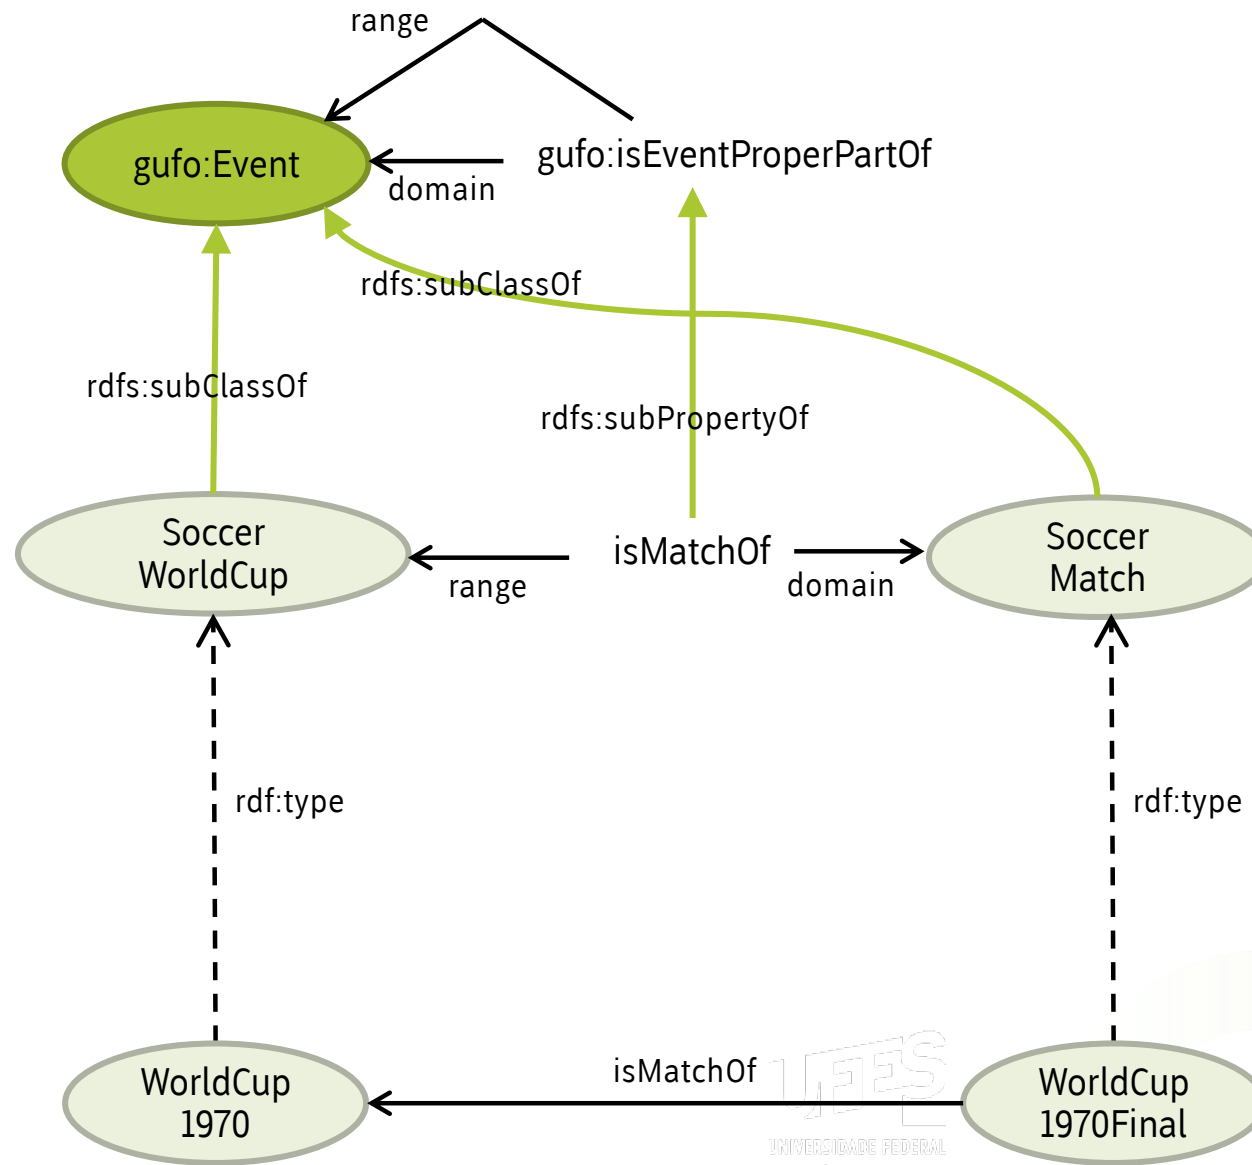 range
gufo:Event
gufo:isEventProperPartOf
domain
rdfs:subClassOf
rdfs:subClassOf
rdfs:subPropertyOf
Soccer
WorldCup
range
isMatchOf
domain
Soccer
Match
rdf:type
rdf:type
WorldCup
1970
isMatchOf
WorldCup
1970Final
UFES
UNIVERSIDADE FEDERAL